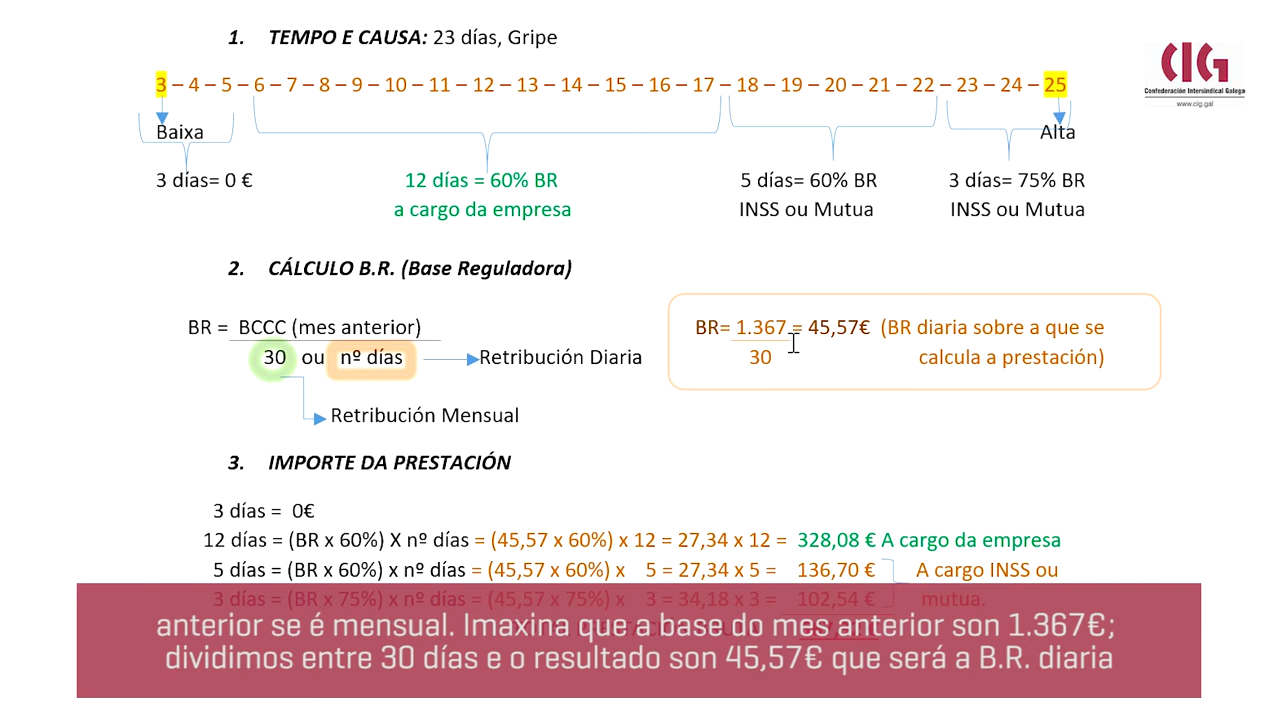 1. TEMPO E CAUSA: 23 días, Gripe
CIG
Confederación Intersindical Galega
www.cig.gal
3 – 4 – 5 – 6 – 7 – 8 – 9 – 10 – 11 – 12 – 13 – 14 – 15 – 16 – 17 – 18 – 19 – 20 – 21 – 22 – 23 – 24 – 25
Baixa Alta
3 días= 0 € 12 días = 60% BR 5 días= 60% BR 3 días= 75% BR
a cargo da empresa INSS ou Mutua INSS ou Mutua
2. CÁLCULO B.R. (Base Reguladora)
BR = BCCC (mes anterior) BR= 1.367 = 45,57€ (BR diaria sobre a que se
30 ou nº días Retribución Diaria 30 calcula a prestación)
Retribución Mensual
3. IMPORTE DA PRESTACIÓN
3 días = 0€
12 días = (BR x 60%) X nº días = (45,57 x 60%) x 12 = 27,34 x 12 = 328,08 € A cargo da empresa
5 días = (BR x 60%) x nº días = (45,57 x 60%) x 5 = 27,34 x 5 = 136,70 € A cargo INSS ou
3 días = (BR x 75%) x nº días = (45,57 x 75%) x 3 = 34,18 x 3 = 102,54 € mutua.
anterior se é mensual. Imaxina que a base do mes anterior son 1.367€;
dividimos entre 30 días e o resultado son 45,57€ que será a B.R. diaria